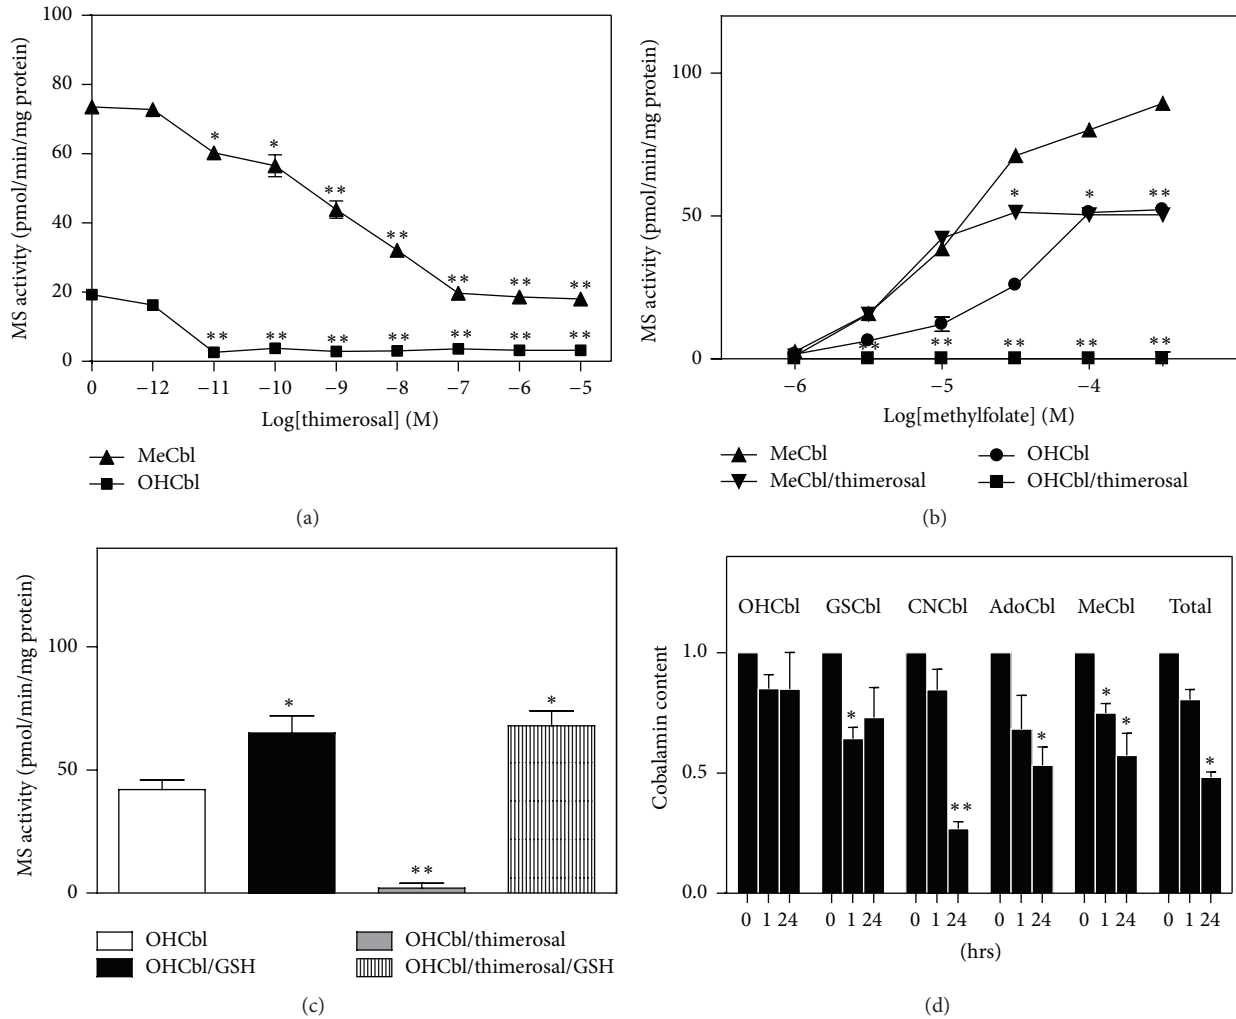 MS activity (pmol/min/mg protein)
100
80
60
40
20
0
* * ** ** ** ** **
** ** ** ** ** ** **
0 −12 −11 −10 −9 −8 −7 −6 −5
Log[thimerosal] (M)
MeCbl
OHCbl
(a)
MS activity (pmol/min/mg protein)
100
50
0
* * **
** ** ** ** **
−6 −5 −4
Log[methylfolate] (M)
MeCbl
MeCbl/thimerosal
OHCbl
OHCbl/thimerosal
(b)
MS activity (pmol/min/mg protein)
100
50
0
* ** *
OHCbl
OHCbl/GSH
OHCbl/thimerosal
OHCbl/thimerosal/GSH
(c)
Cobalamin content
OHCbl GSCbl CNCbl AdoCbl MeCbl Total
1.0
0.5
0.0
* ** * * * *
0 1 24 0 1 24 0 1 24 0 1 24 0 1 24 0 1 24
(hrs)
(d)